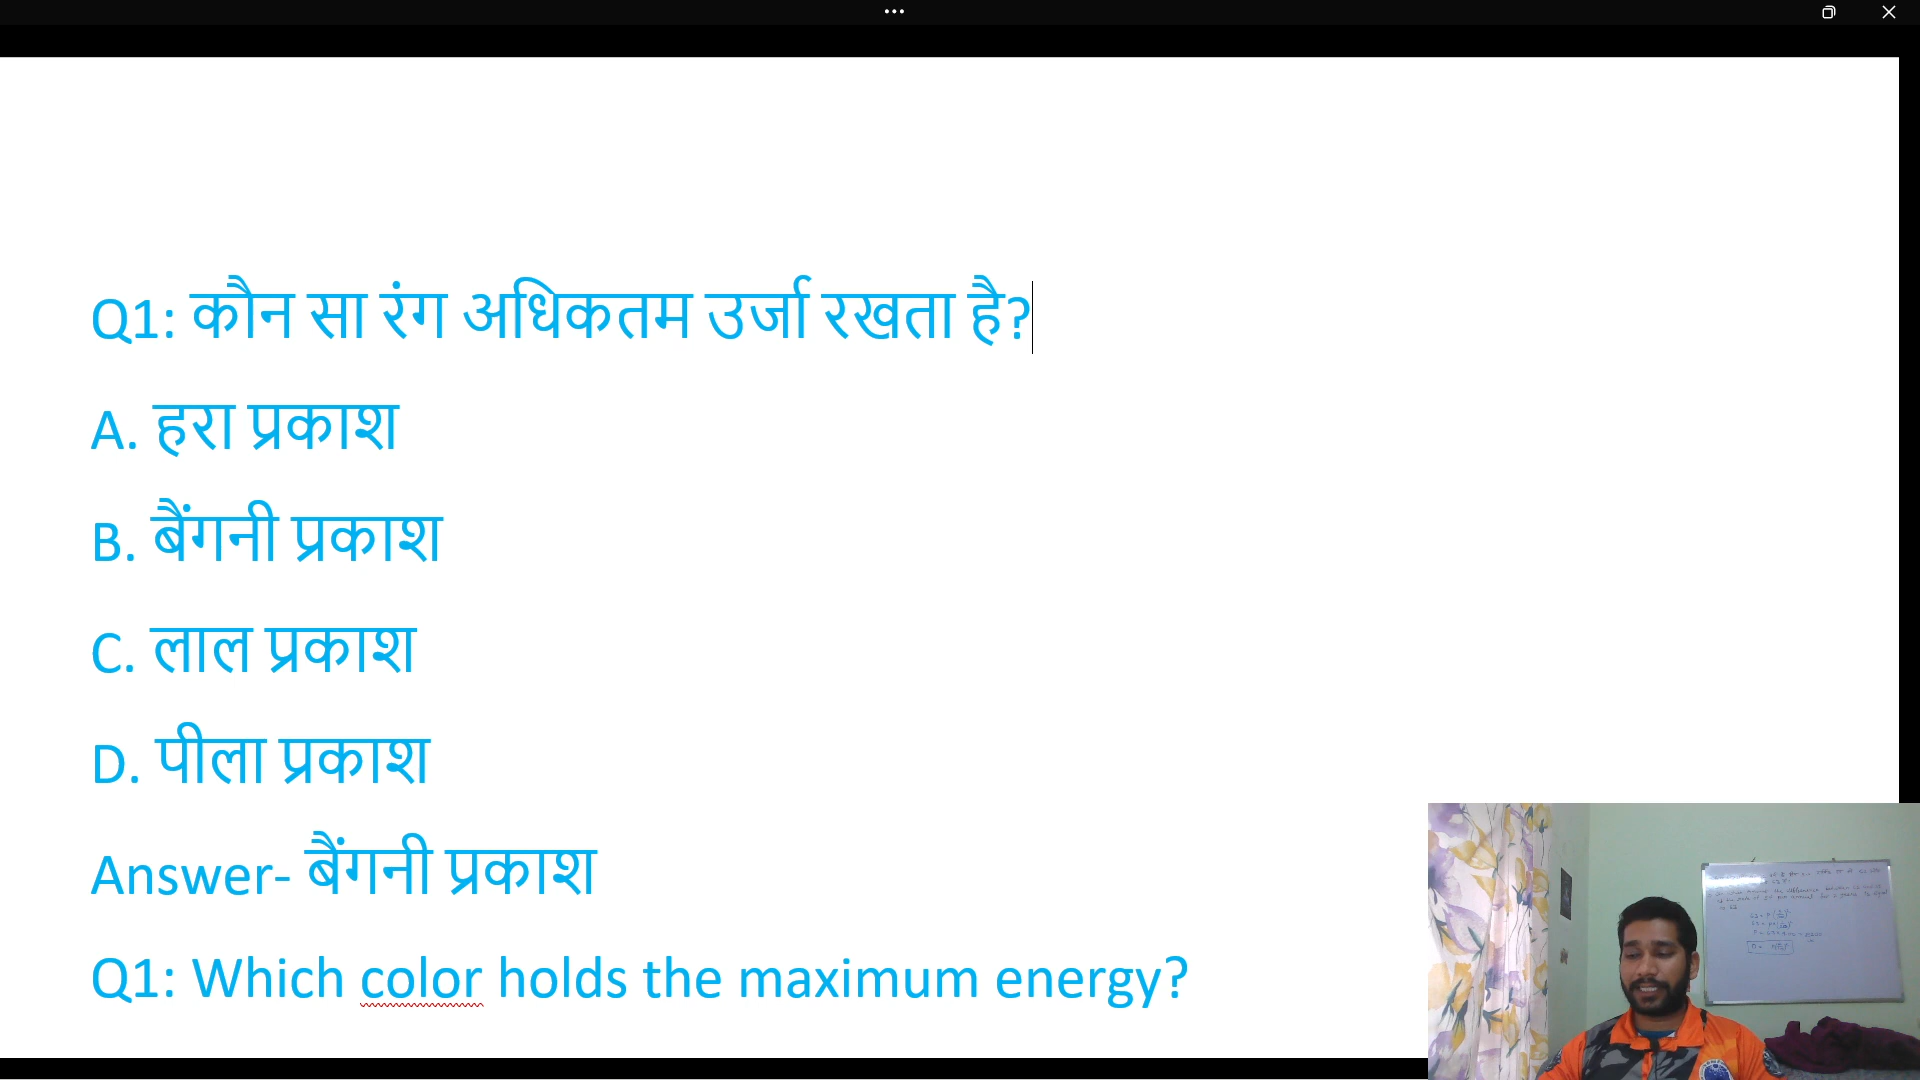 Q1: कौन सा रंग अधिकतम उर्जा रखता है?
A. हरा प्रकाश
B. बैंगनी प्रकाश
C. लाल प्रकाश
D. पीला प्रकाश
Answer- बैंगनी प्रकाश
Q1: Which color holds the maximum energy?